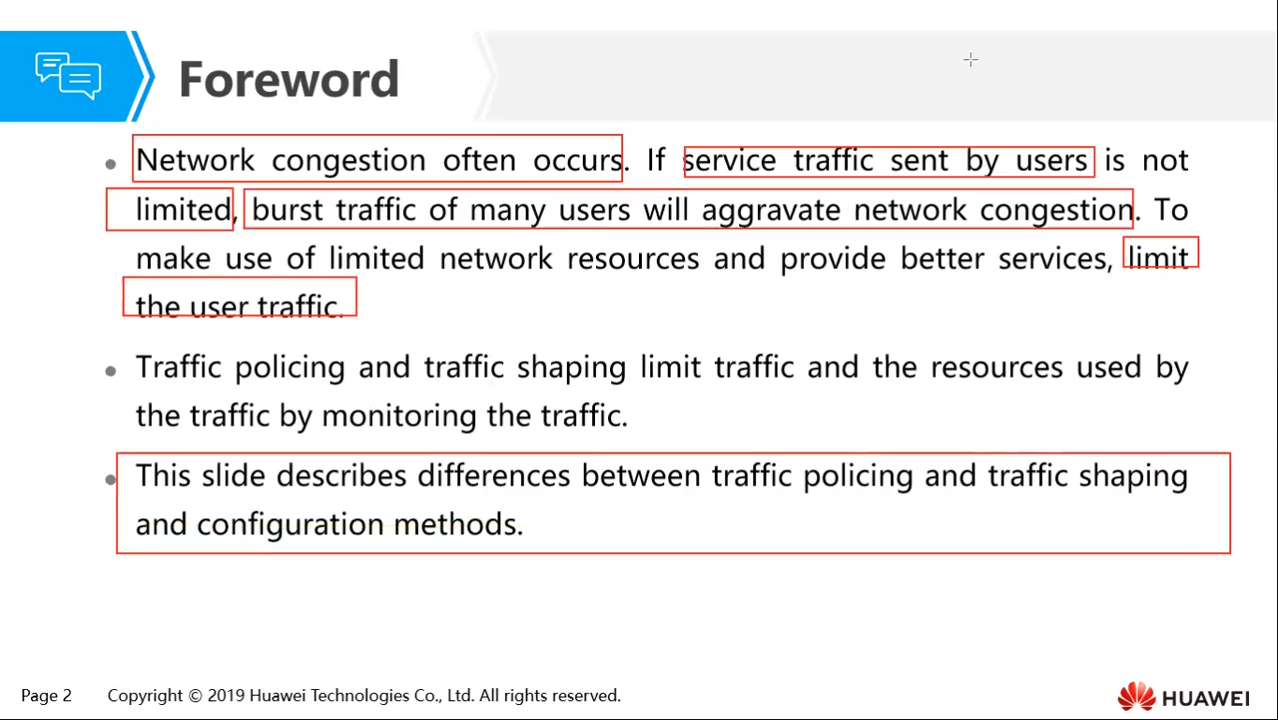 Foreword
Network congestion often occurs. If service traffic sent by users is not
limited, burst traffic of many users will aggravate network congestion. To
make use of limited network resources and provide better services, limit
the user traffic.
Traffic policing and traffic shaping limit traffic and the resources used by
the traffic by monitoring the traffic.
This slide describes differences between traffic policing and traffic shaping
and configuration methods.
Page 2 Copyright © 2019 Huawei Technologies Co., Ltd. All rights reserved.
HUAWEI